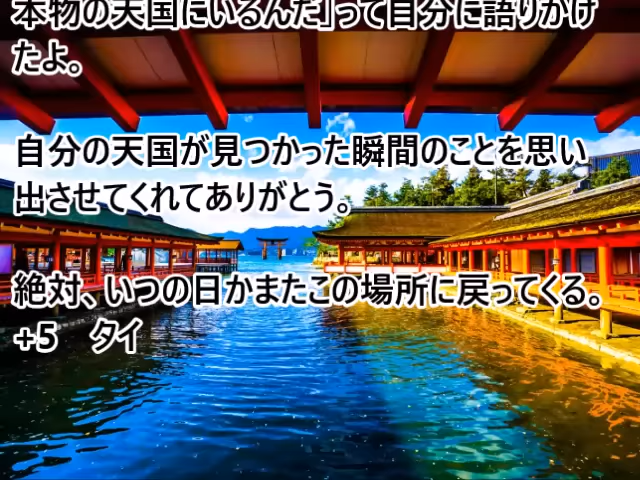 本物の天国にいるんだ」って自分に語りかけ
たよ。
自分の天国が見つかった瞬間のことを思い
出させてくれてありがとう。
絶対、いつの日かまたこの場所に戻ってくる。
+5　タイ